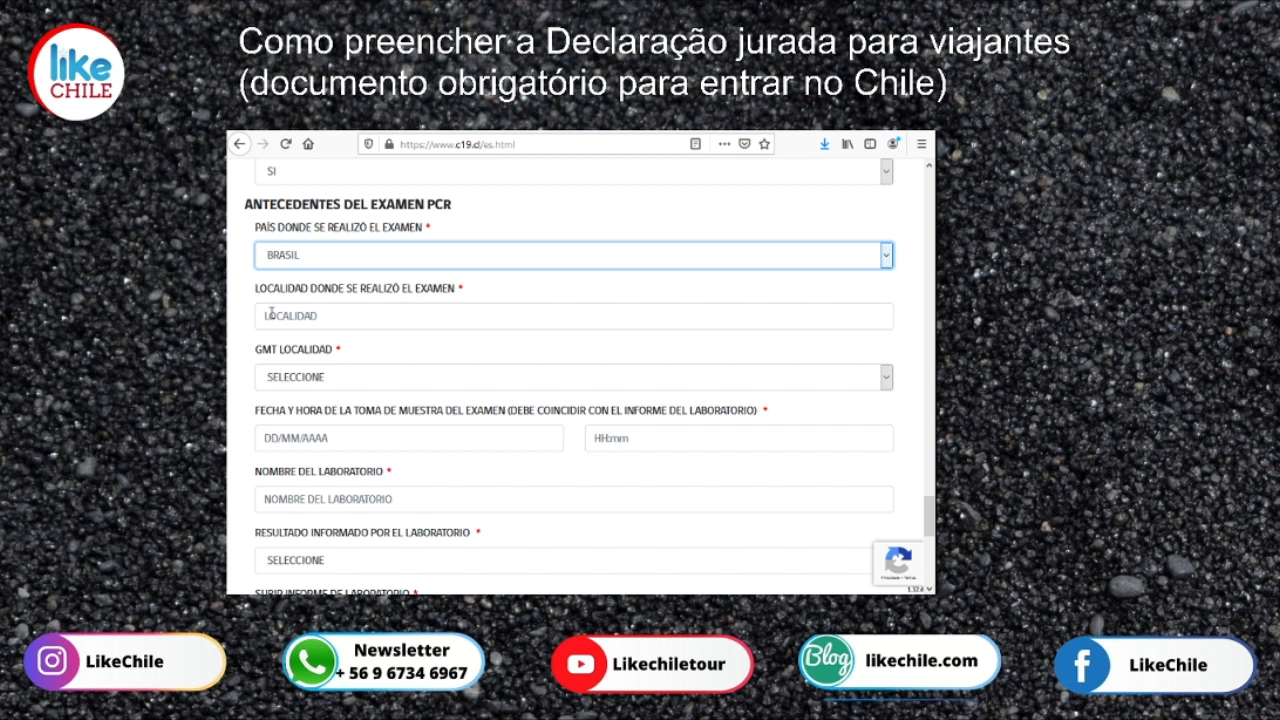 like
CHILE
Como preencher a Declaração jurada para viajantes
(documento obrigatório para entrar no Chile)
https://www.c19.cl/es.html
SI
ANTECEDENTES DEL EXAMEN PCR
PAÍS DONDE SE REALIZÓ EL EXAMEN *
BRASIL
LOCALIDAD DONDE SE REALIZÓ EL EXAMEN *
LOCALIDAD
GMT LOCALIDAD *
SELECCIONE
FECHA Y HORA DE LA TOMA DE MUESTRA DEL EXAMEN (DEBE COINCIDIR CON EL INFORME DEL LABORATORIO) *
DD/MM/AAAA HH:mm
NOMBRE DEL LABORATORIO *
NOMBRE DEL LABORATORIO
RESULTADO INFORMADO POR EL LABORATORIO *
SELECCIONE
SUBIR INFORME DE LABORATORIO *
LikeChile
Newsletter
+ 56 9 6734 6967
Likechiletour
Blog
likechile.com
LikeChile